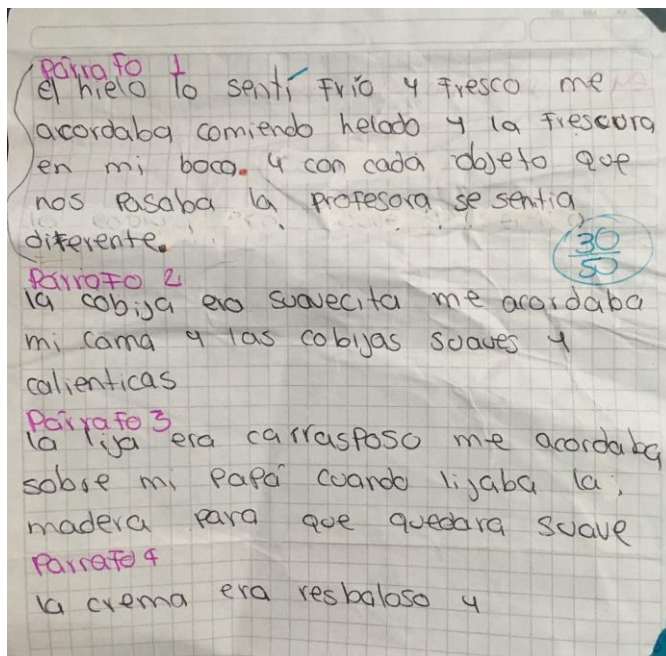 Párrafo 1
el hielo lo sentí frío y fresco me
acordaba comiendo helado y la frescura
en mi boca. y con cada objeto que
nos pasaba la profesora se sentia
diferente.
30
50
Párrafo 2
la cobija era suavecita me acordaba
mi cama y las cobijas suaves y
calienticas
Párrafo 3
la lija era carrasposo me acordaba
sobre mi papá cuando lijaba la,
madera para que quedara suave
Parrafo 4
la crema era resbaloso y